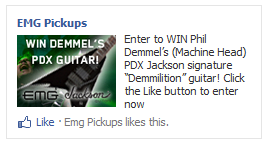 EMG Pickups
WIN DEMMEL'S
PDX GUITAR!
EMG Jackson
Enter to WIN Phil
Demmel's (Machine Head)
PDX Jackson signature
“Demmilition” guitar! Click
the Like button to enter
now
Like · Emg Pickups likes this.